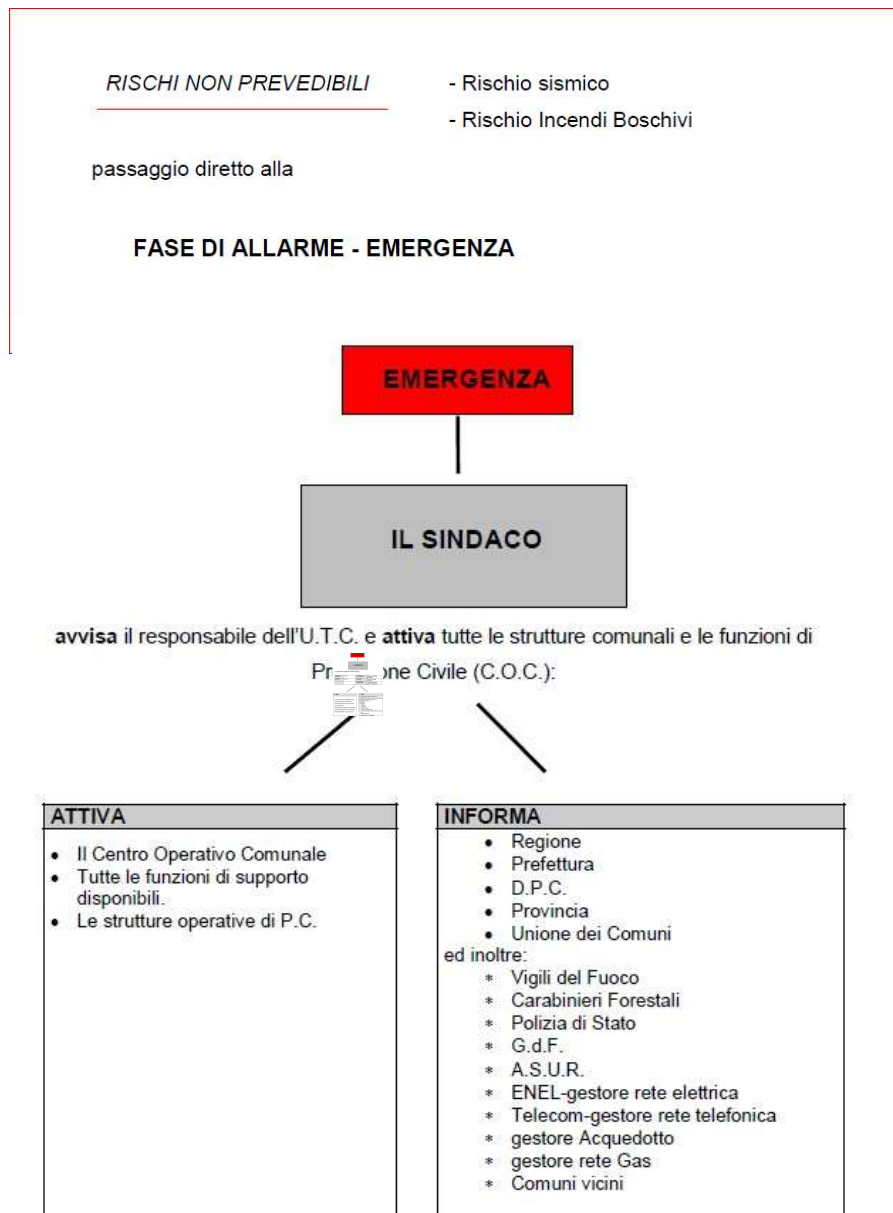 RISCHI NON PREVEDIBILI - Rischio sismico
- Rischio Incendi Boschivi
passaggio diretto alla
FASE DI ALLARME - EMERGENZA
EMERGENZA
IL SINDACO
avvisa il responsabile dell'U.T.C. e attiva tutte le strutture comunali e le funzioni di
Civile (C.O.C.):
ATTIVA
• Il Centro Operativo Comunale
• Tutte le funzioni di supporto
disponibili.
• Le strutture operative di P.C.
INFORMA
• Regione
• Prefettura
• D.P.C.
• Provincia
• Unione dei Comuni
ed inoltre:
* Vigili del Fuoco
* Carabinieri Forestali
* Polizia di Stato
* G.d.F.
* A.S.U.R.
* ENEL-gestore rete elettrica
* Telecom-gestore rete telefonica
* gestore Acquedotto
* gestore rete Gas
* Comuni vicini